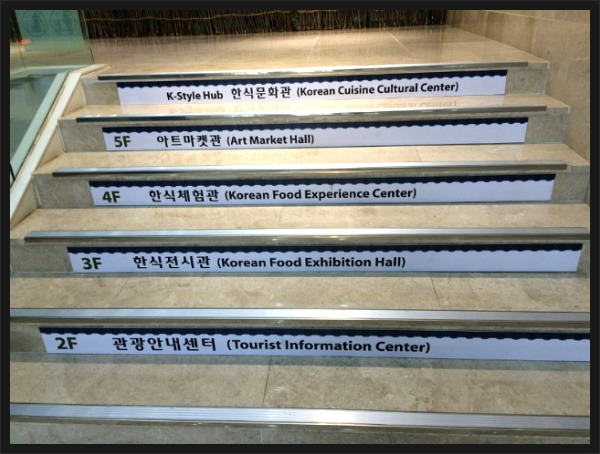 K-Style Hub 한식문화관 (Korean Cuisine Cultural Center)
5F 아트마켓관 (Art Market Hall)
4F 한식체험관 (Korean Food Experience Center)
3F 한식전시관 (Korean Food Exhibition Hall)
2F 관광안내센터 (Tourist Information Center)